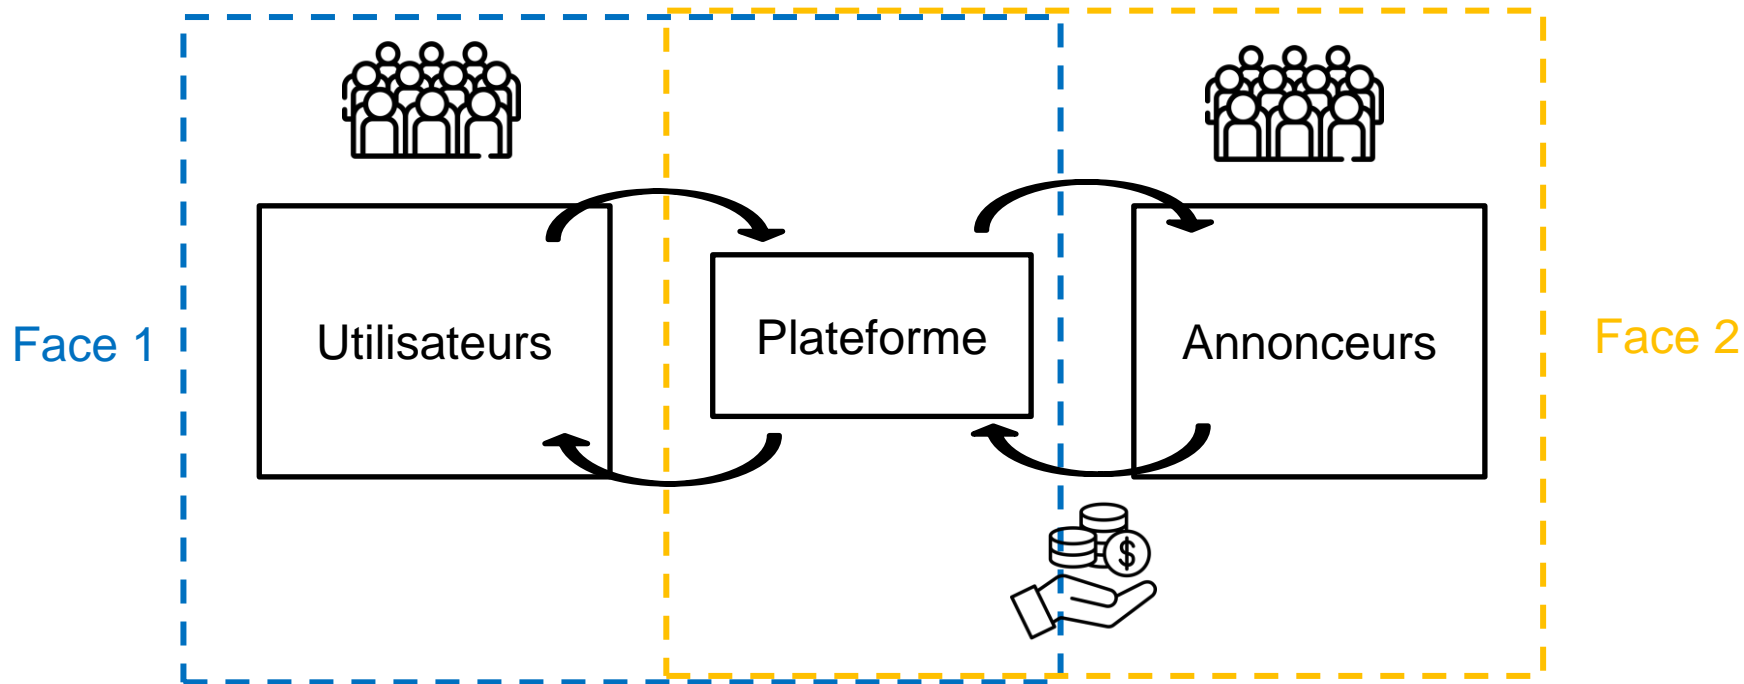 Face 1
Utilisateurs
Plateforme
Annonceurs
Face 2
$